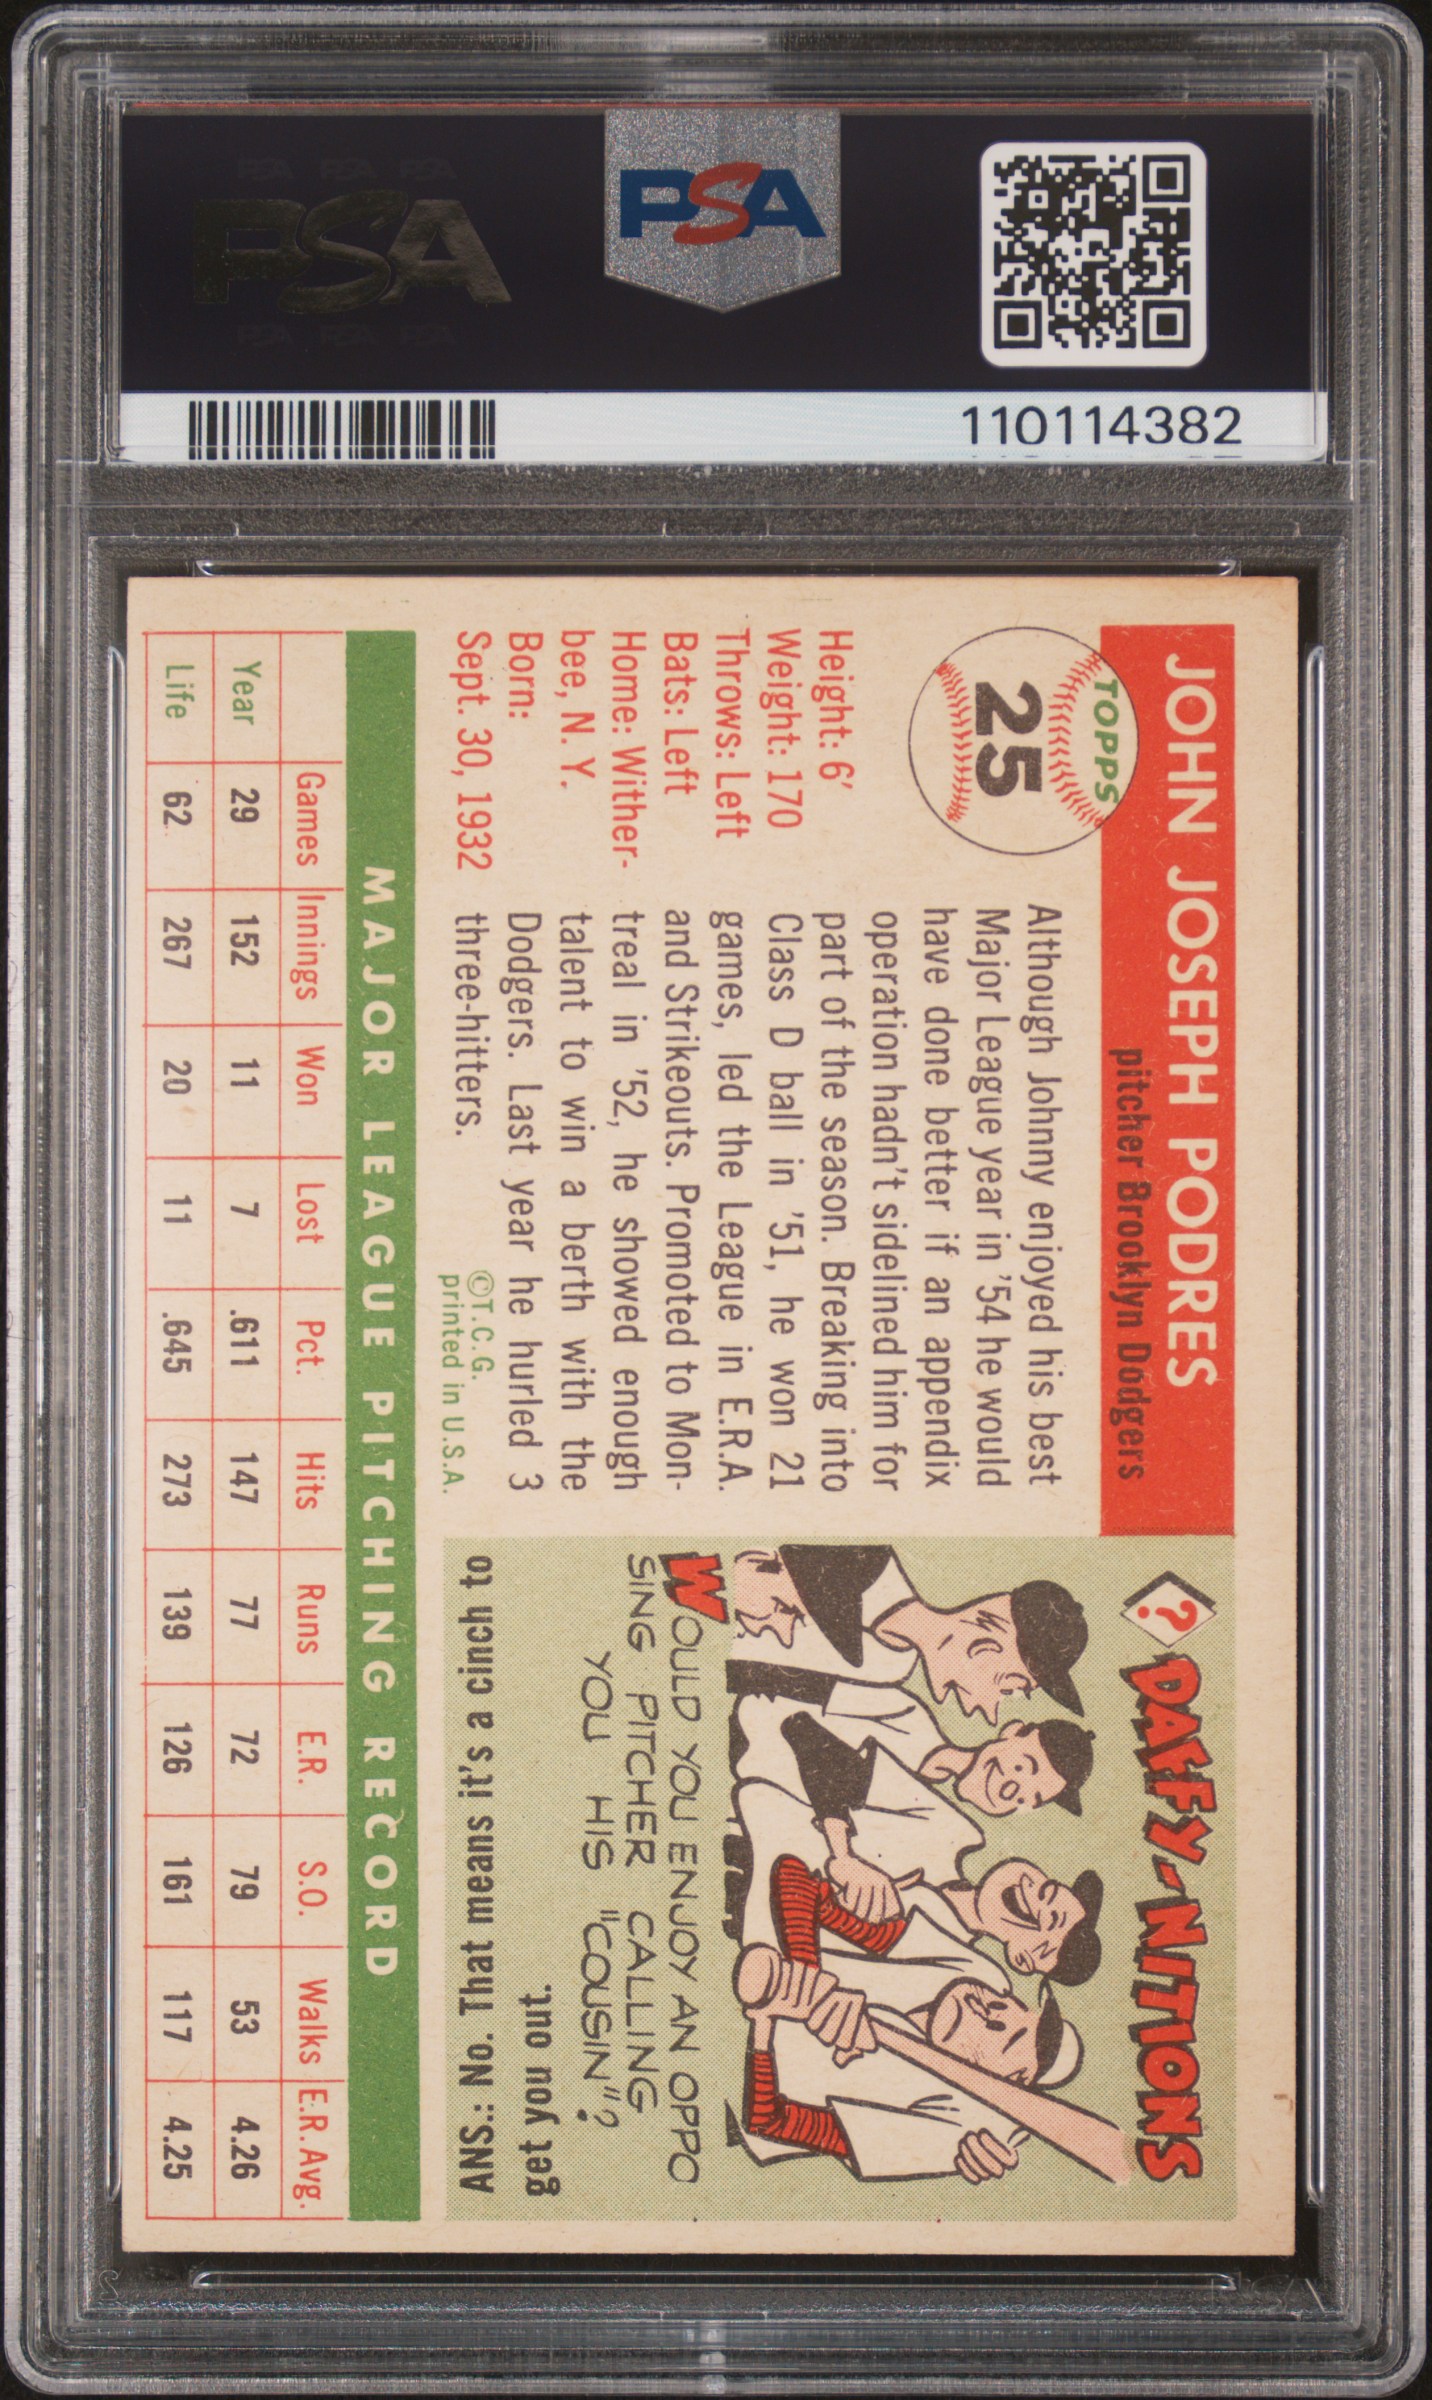 PSA PSA PSA
PSA
PSA PSA PSA
PSA
110114382
JOHN JOSEPH PODRES
pitcher Brooklyn Dodgers
TOPPS
25
Height: 6'
Weight: 170
Throws: Left
Bats: Left
Home: Wither-
bee, N. Y.
Born:
Sept. 30, 1932
Although Johnny enjoyed his best
Major League year in '54 he would
have done better if an appendix
operation hadn't sidelined him for
part of the season. Breaking into
Class D ball in '51, he won 21
games, led the League in E.R.A.
and Strikeouts. Promoted to Mon-
treal in '52, he showed enough
talent to win a berth with the
Dodgers. Last year he hurled 3
three-hitters.
©T.C.G.
printed in U.S.A.
? DAFFY-NITIONS
WOULD YOU ENJOY AN OPPO
SING PITCHER CALLING
YOU HIS "COUSIN"?
ANS.: No. That means it's a cinch to
get you out.
MAJOR LEAGUE PITCHING RECORD
Games Innings Won Lost Pct. Hits Runs E.R. S.O. Walks E.R.Avg.
Year 29 152 11 7 .611 147 77 72 79 53 4.26
Life 62 267 20 11 .645 273 139 126 161 117 4.25